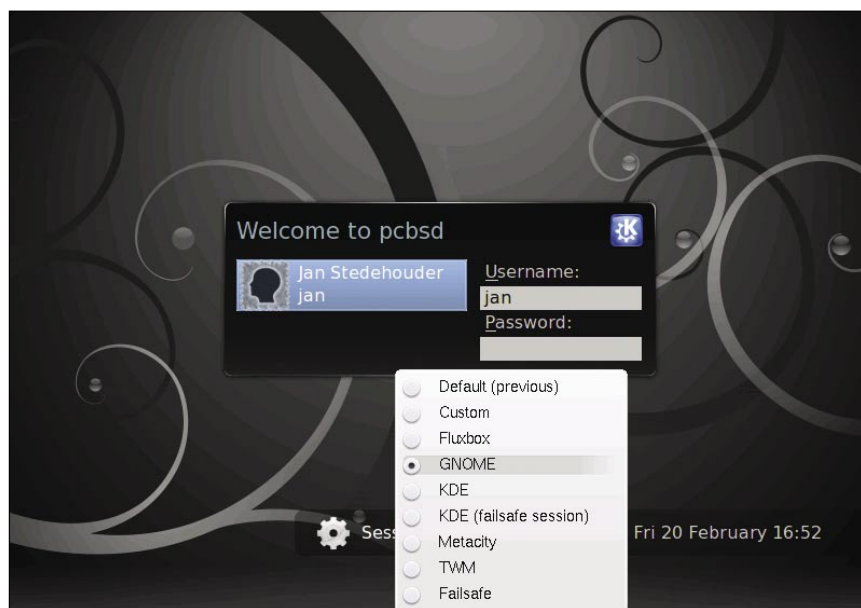 Welcome to pcbsd
Jan Stedehouder
jan
Username:
jan
Password:
Default (previous)
Custom
Fluxbox
GNOME
KDE
KDE (failsafe session)
Metacity
TWM
Failsafe
Sess
Fri 20 February 16:52